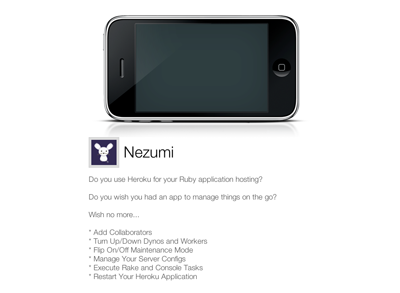 Nezumi
Do you use Heroku for your Ruby application hosting?
Do you wish you had an app to manage things on the go?
Wish no more...
* Add Collaborators
* Turn Up/Down Dynos and Workers
* Flip On/Off Maintenance Mode
* Manage Your Server Configs
* Execute Rake and Console Tasks
* Restart Your Heroku Application